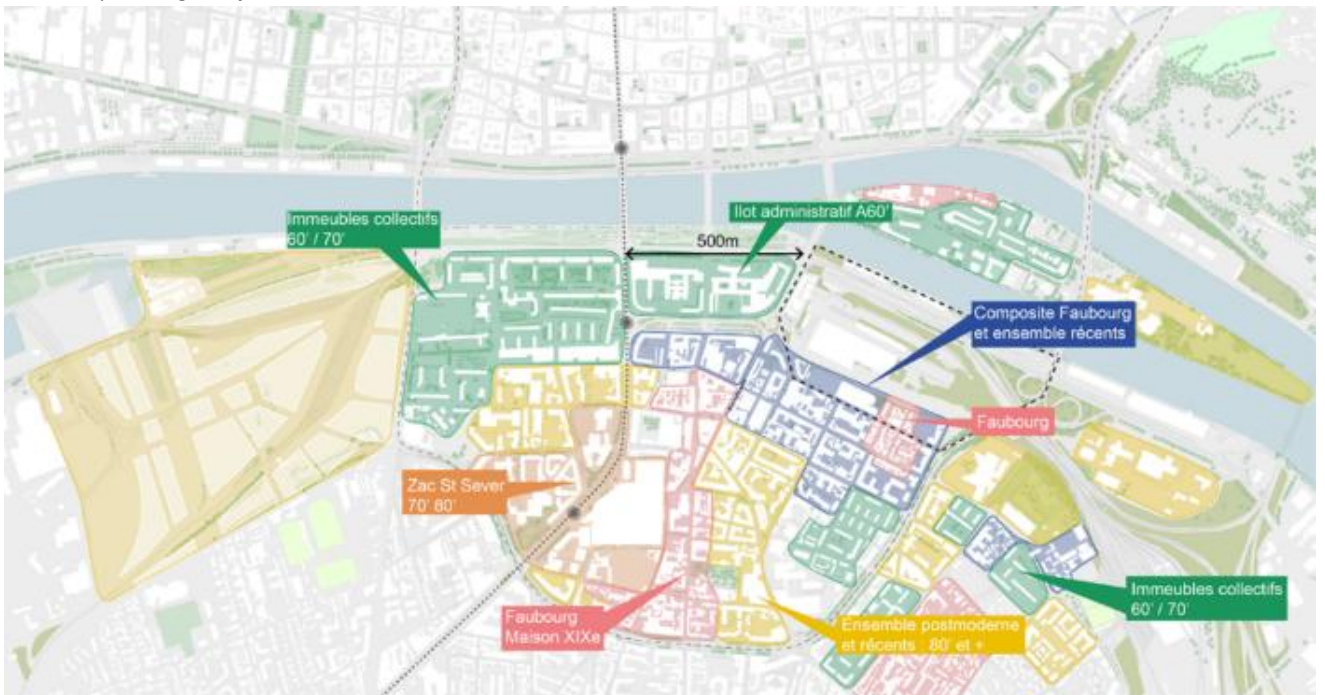 Immeubles collectifs
60' / 70'
Ilot administratif A60'
500m
Composite Faubourg
et ensemble récents
Faubourg
Zac St Sever
70' 80'
Faubourg
Maison XIXe
Ensemble postmoderne
et récents : 80' et +
Immeubles collectifs
60' / 70'